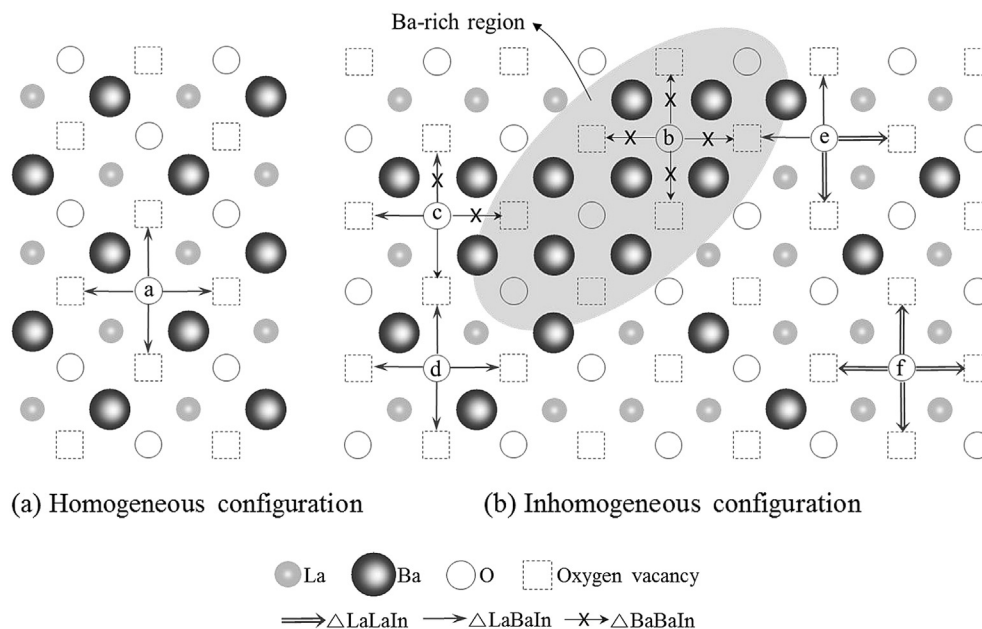 Ba-rich region
b
e
c
a
d
f
(a) Homogeneous configuration
(b) Inhomogeneous configuration
La
Ba
O
Oxygen vacancy
△LaLaIn
△LaBaIn
△BaBaIn